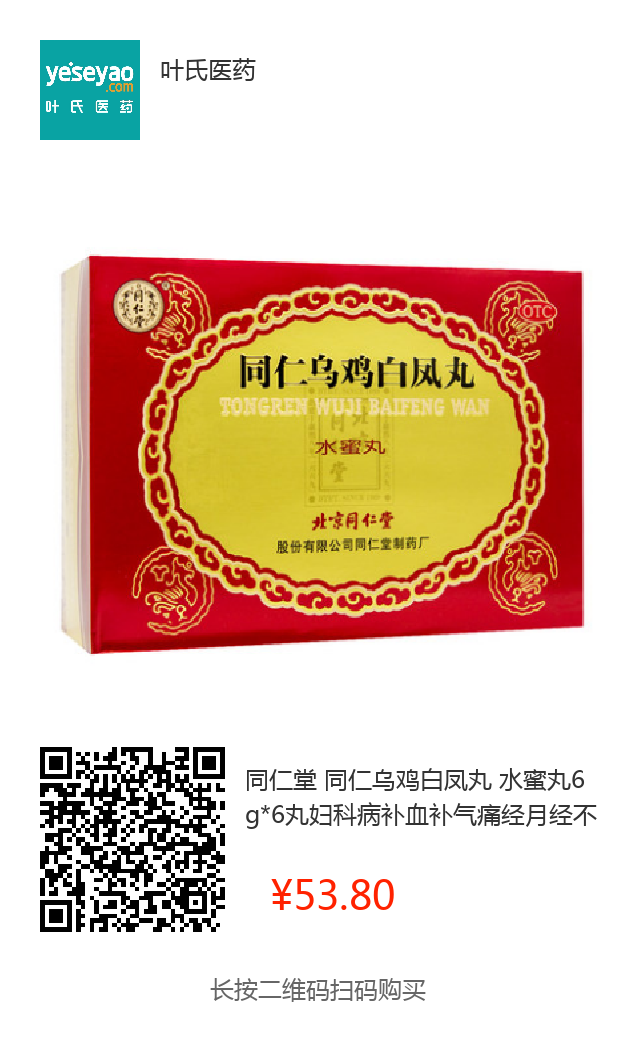 yeseyao
.com
叶氏医药
叶氏医药
同仁堂
OTC
同仁乌鸡白凤丸
TONGREN WUJI BAIFENG WAN
水蜜丸
北京同仁堂
股份有限公司同仁堂制药厂
同仁堂 同仁乌鸡白凤丸 水蜜丸6
g*6丸妇科病补血补气痛经月经不
¥53.80
长按二维码扫码购买